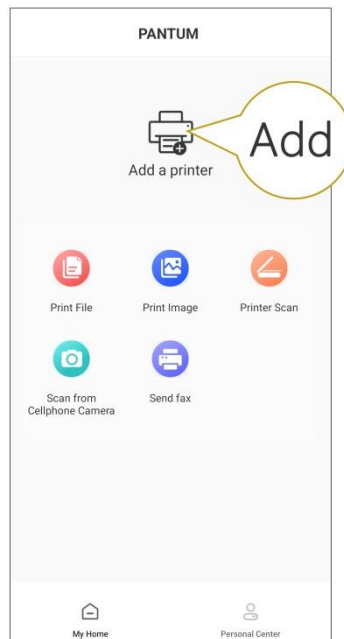 PANTUM
Add
Add a printer
Print File
Print Image
Printer Scan
Scan from
Cellphone Camera
Send fax
My Home
Personal Center